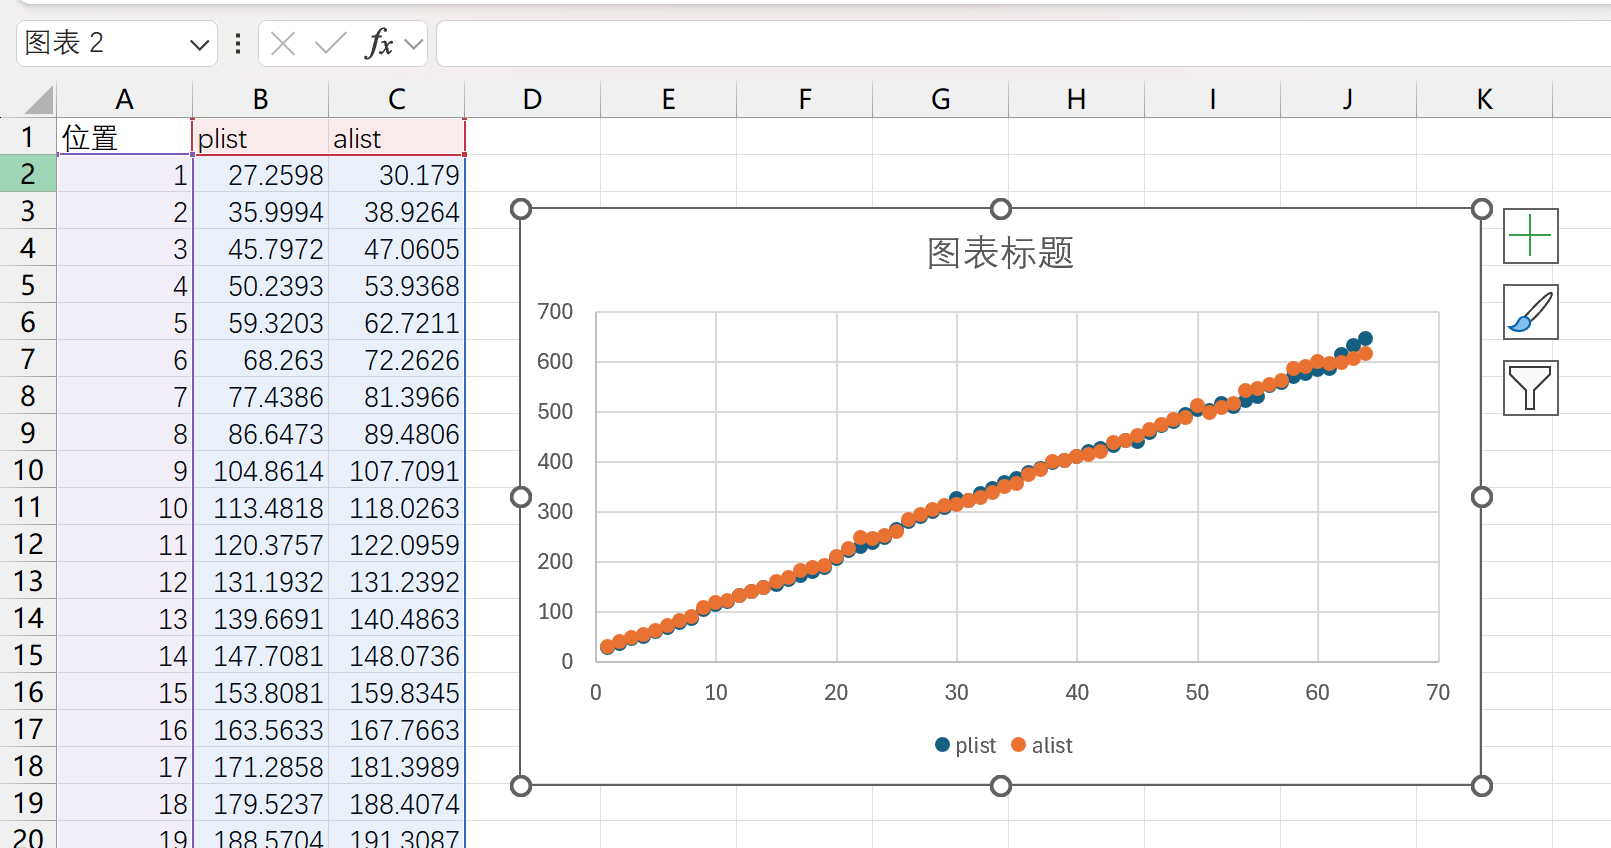 图表 2
fx
A B C D E F G H I J K
1 位置 plist alist
2 1 27.2598 30.179
3 2 35.9994 38.9264
4 3 45.7972 47.0605
5 4 50.2393 53.9368
6 5 59.3203 62.7211
7 6 68.263 72.2626
8 7 77.4386 81.3966
9 8 86.6473 89.4806
10 9 104.8614 107.7091
11 10 113.4818 118.0263
12 11 120.3757 122.0959
13 12 131.1932 131.2392
14 13 139.6691 140.4863
15 14 147.7081 148.0736
16 15 153.8081 159.8345
17 16 163.5633 167.7663
18 17 171.2858 181.3989
19 18 179.5237 188.4074
20 19 188.5704 191.3087
图表标题
700
600
500
400
300
200
100
0
0 10 20 30 40 50 60 70
plist alist